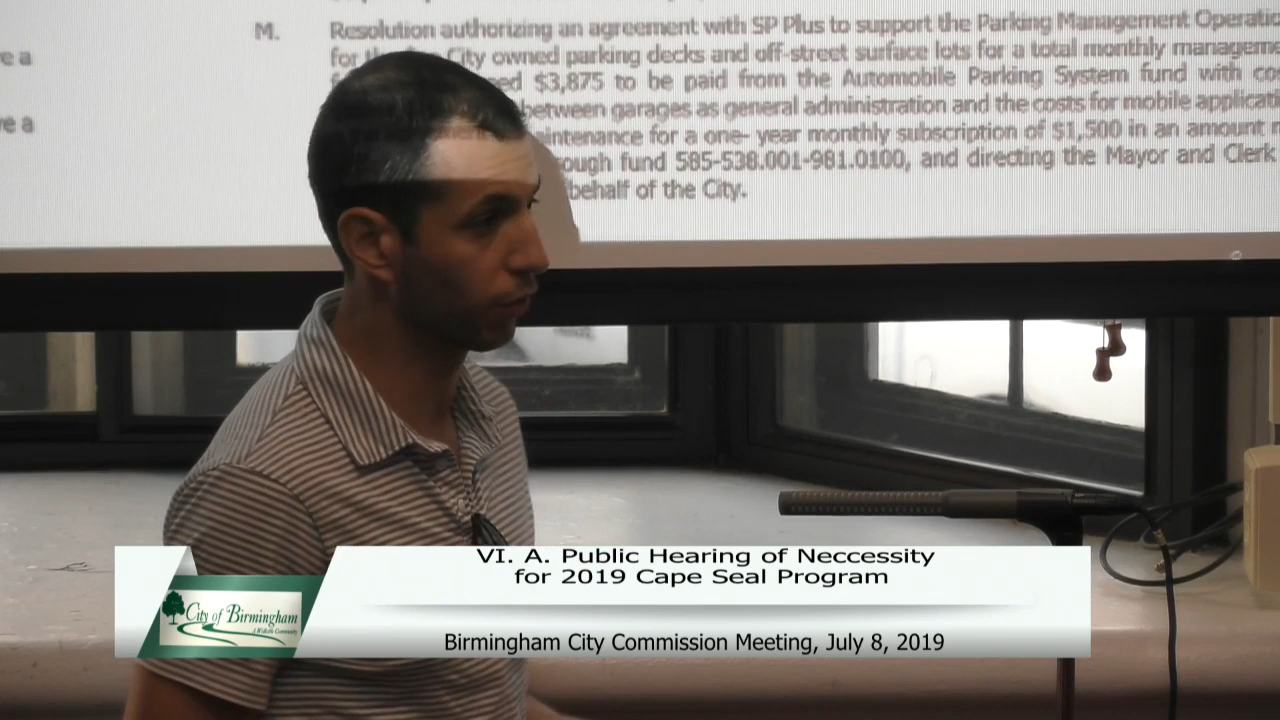 M. Resolution authorizing an agreement with SP Plus to support the Parking Management
for City owned parking decks and off-street surface lots for a total monthly
$3,875 to be paid from the Automobile Parking System fund with
between garages as general administration and the costs for mobile
for a one- year monthly subscription of $1,500 in an amount
fund 585-538.001-981.0100, and directing the Mayor and Clerk
behalf of the City.
VI. A. Public Hearing of Neccessity
for 2019 Cape Seal Program
City of Birmingham
A Walkable Community
Birmingham City Commission Meeting, July 8, 2019